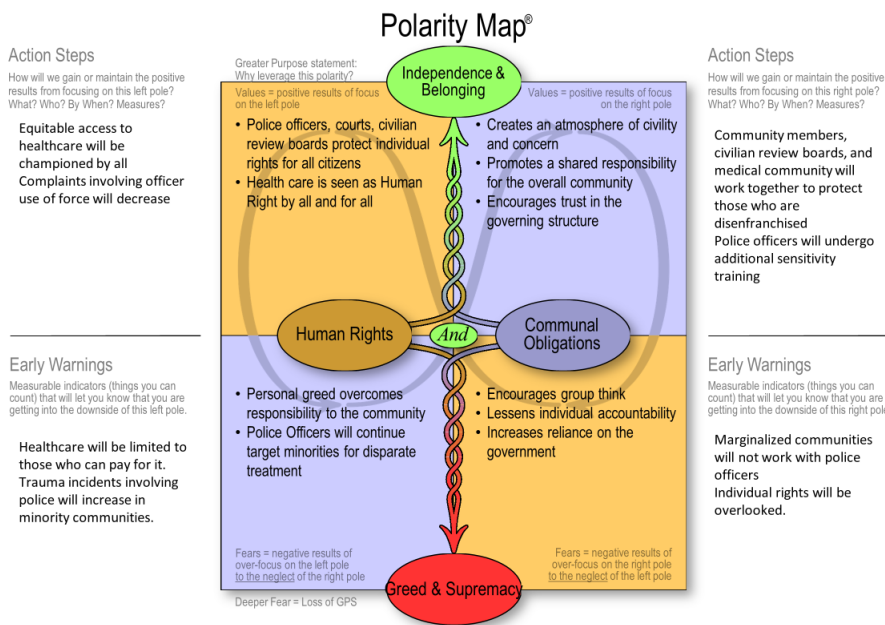 Polarity Map®
Action Steps
How will we gain or maintain the positive
results from focusing on this left pole?
What? Who? By When? Measures?
Equitable access to
healthcare will be
championed by all
Complaints involving officer
use of force will decrease
Early Warnings
Measurable indicators (things you can
count) that will let you know that you are
getting into the downside of this left pole.
Healthcare will be limited to
those who can pay for it.
Trauma incidents involving
police will increase in
minority communities.
Greater Purpose statement:
Why leverage this polarity?
Independence &
Belonging
Values = positive results of focus
on the left pole
• Police officers, courts, civilian
review boards protect individual
rights for all citizens
• Health care is seen as Human
Right by all and for all
Values = positive results of focus
on the right pole
• Creates an atmosphere of civility
and concern
• Promotes a shared responsibility
for the overall community
• Encourages trust in the
governing structure
Human Rights
And
Communal
Obligations
• Personal greed overcomes
responsibility to the community
• Police Officers will continue
target minorities for disparate
treatment
• Encourages group think
• Lessens individual accountability
• Increases reliance on the
government
Fears = negative results of
over-focus on the left pole
to the neglect of the right pole
Fears = negative results of
over-focus on the right pole
to the neglect of the left pole
Greed & Supremacy
Deeper Fear = Loss of GPS
Action Steps
How will we gain or maintain the positive
results from focusing on this right pole?
What? Who? By When? Measures?
Community members,
civilian review boards, and
medical community will
work together to protect
those who are
disenfranchised
Police officers will undergo
additional sensitivity
training
Early Warnings
Measurable indicators (things you can
count) that will let you know that you are
getting into the downside of this right pole
Marginalized communities
will not work with police
officers
Individual rights will be
overlooked.